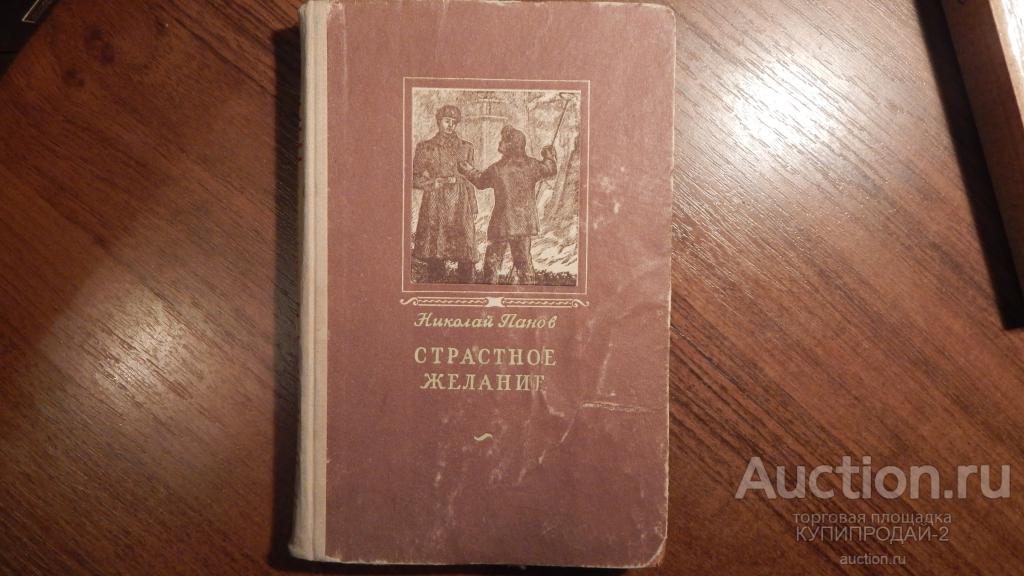 Николай Панов
СТРАСТНОЕ
ЖЕЛАНИЕ
Auction.ru
торговая площадка
КУПИПРОДАЙ-2
auction.ru